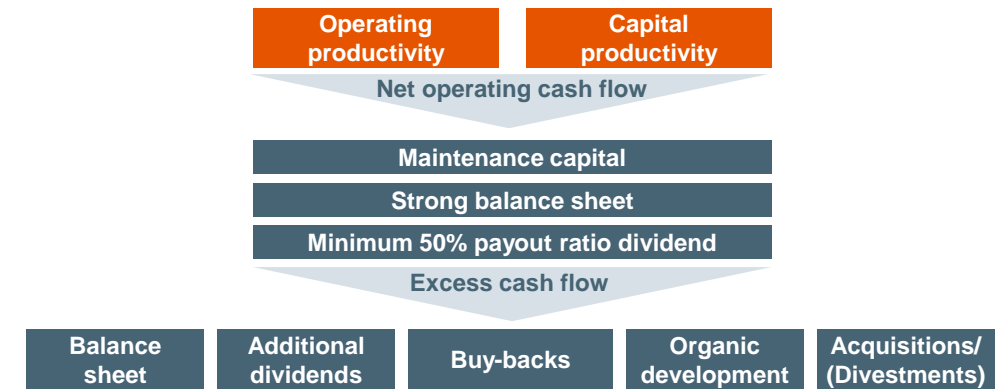 Operating
productivity
Capital
productivity
Net operating cash flow
Maintenance capital
Strong balance sheet
Minimum 50% payout ratio dividend
Excess cash flow
Balance
sheet
Additional
dividends
Buy-backs
Organic
development
Acquisitions/
(Divestments)